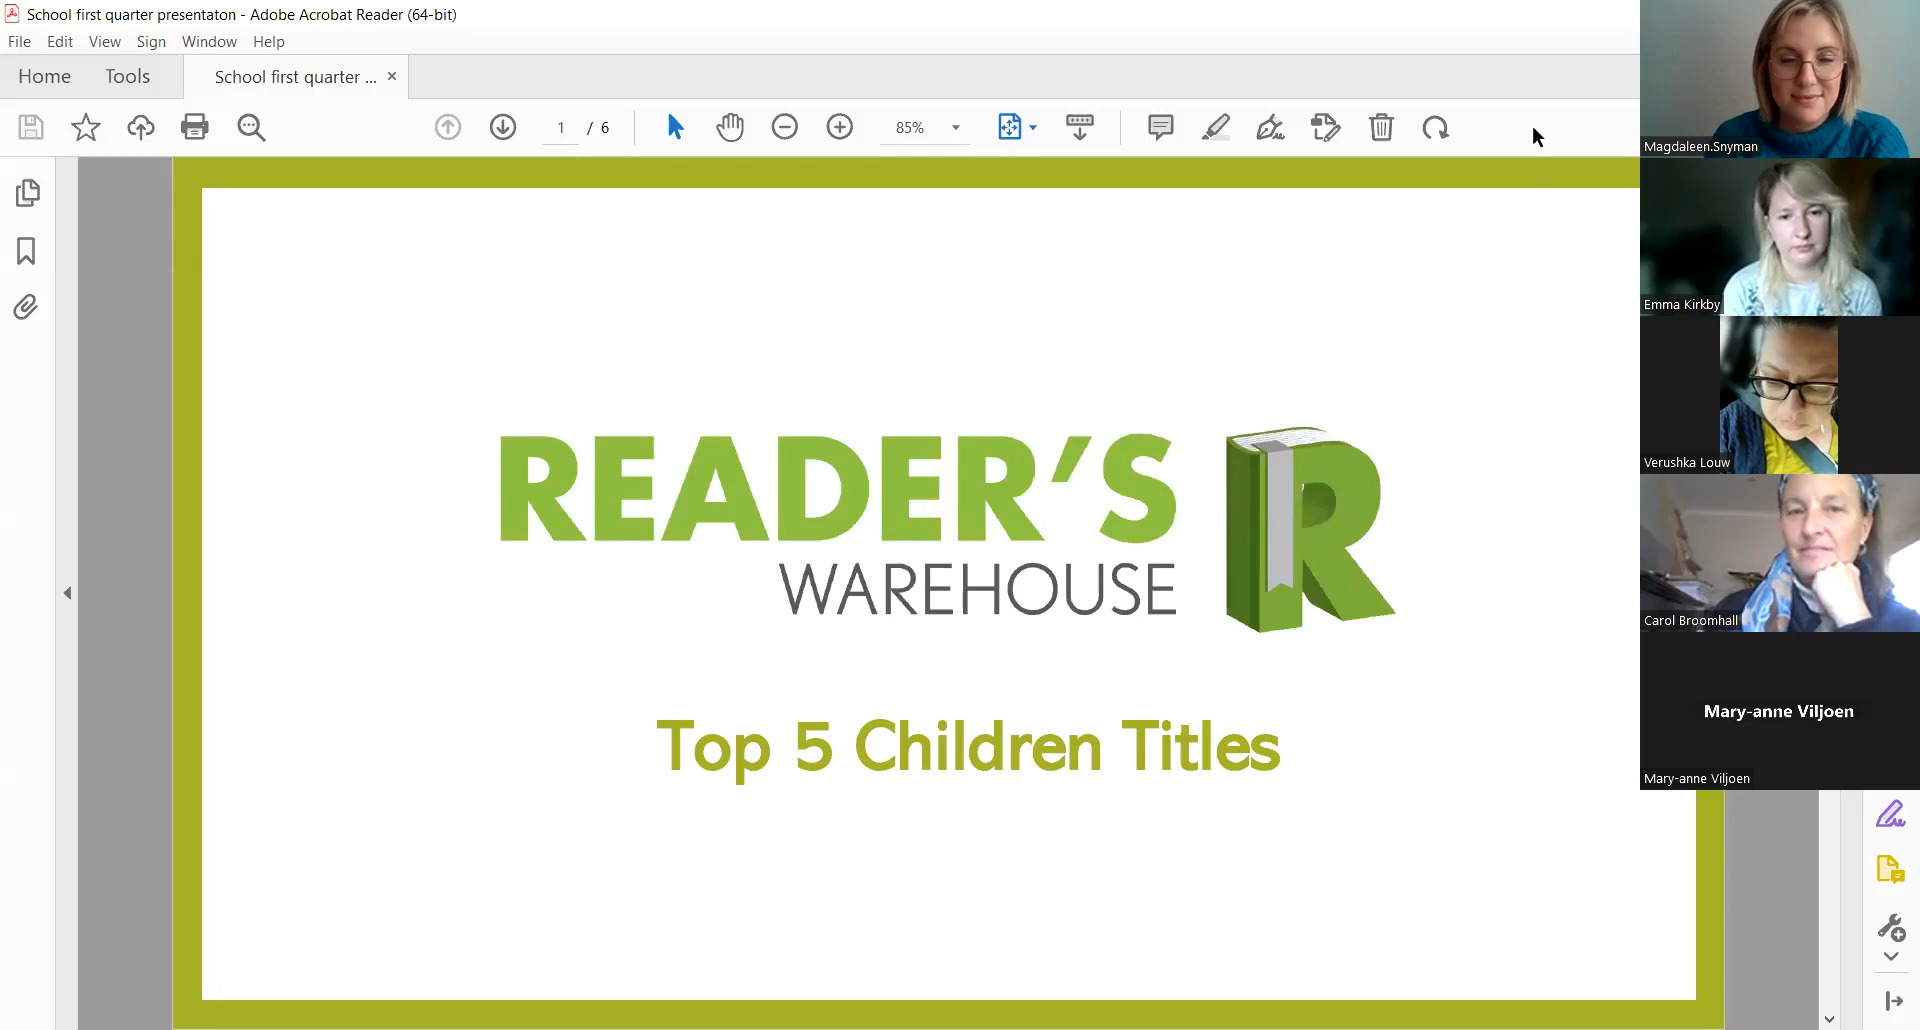 School first quarter presentaton - Adobe Acrobat Reader (64-bit)
File Edit View Sign Window Help
Home Tools School first quarter ... ×
1 / 6 85%
READER'S
WAREHOUSE
Top 5 Children Titles
Magdaleen.Snyman
Emma Kirkby
Verushka Louw
Carol Broomhall
Mary-anne Viljoen
Mary-anne Viljoen